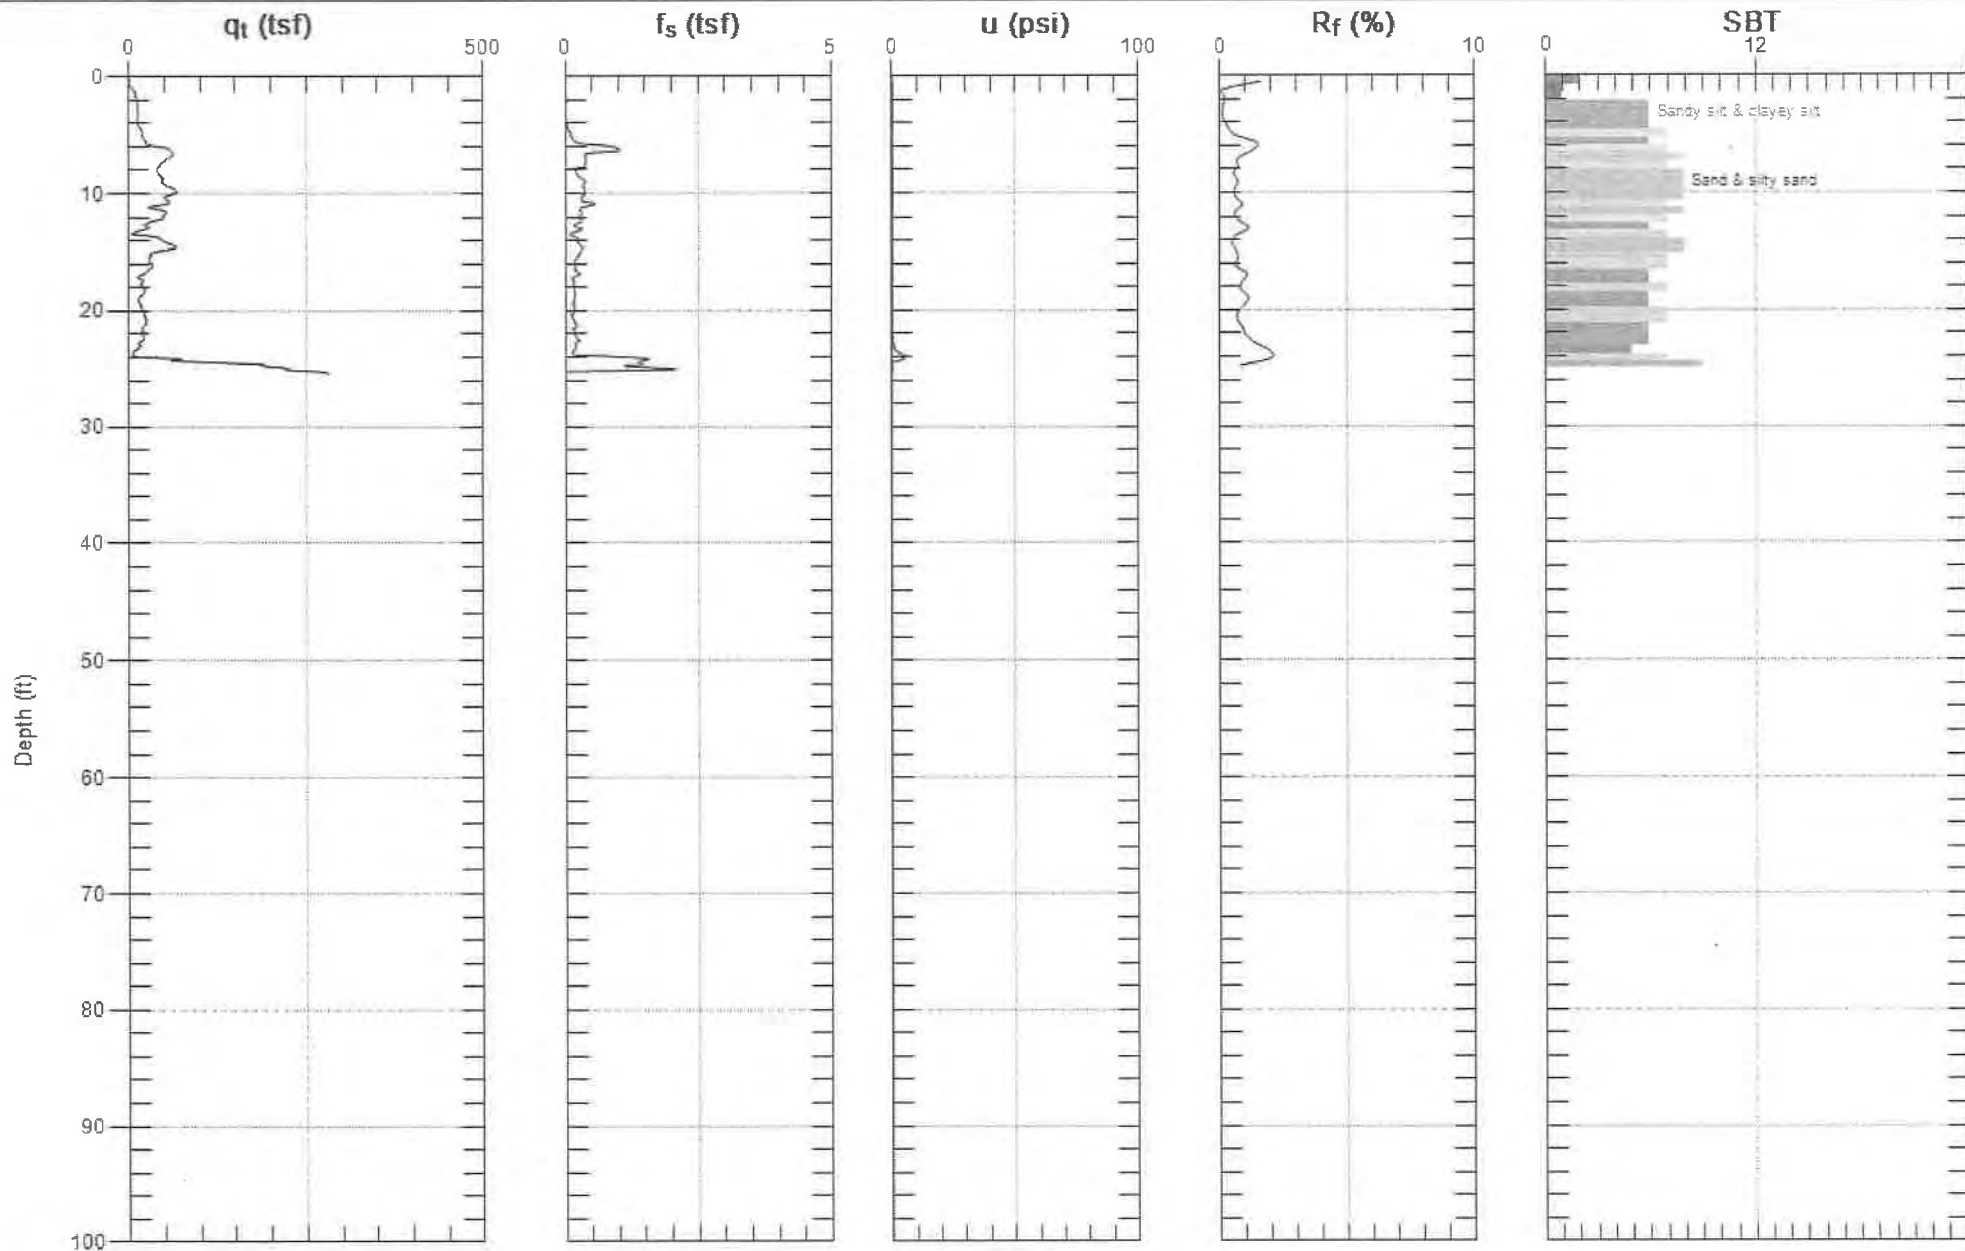 qt (tsf) fs (tsf) u (psi) Rf (%) SBT
0 500 0 5 0 100 0 10 0 12
0
Sandy silt & clayey silt
Sand & silty sand
10
20
30
40
50
Depth (ft)
60
70
80
90
100